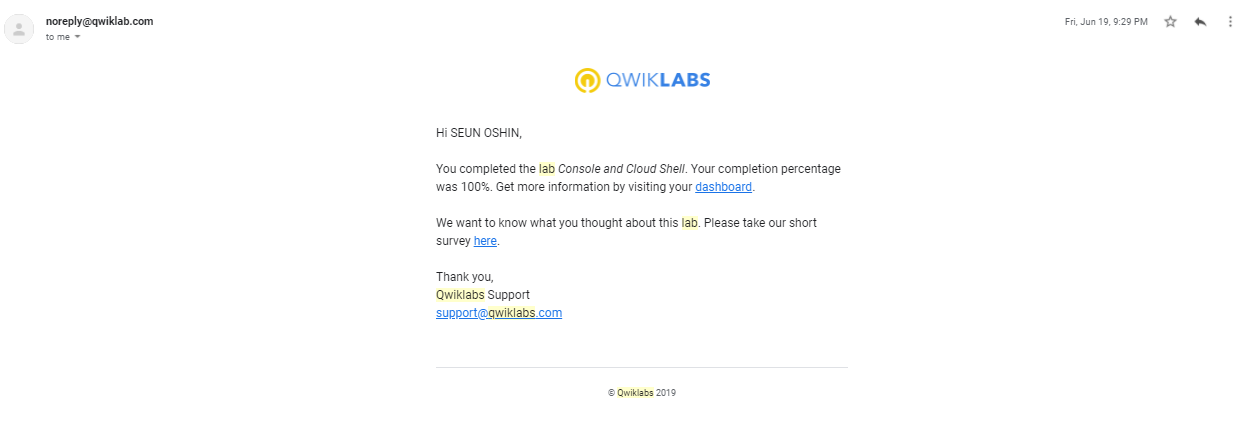 noreply@qwiklab.com
Fri, Jun 19, 9:29 PM
to me
QWIKLABS
Hi SEUN OSHIN,
You completed the lab Console and Cloud Shell. Your completion percentage
was 100%. Get more information by visiting your dashboard.
We want to know what you thought about this lab. Please take our short
survey here.
Thank you,
Qwiklabs Support
support@qwiklabs.com
© Qwiklabs 2019